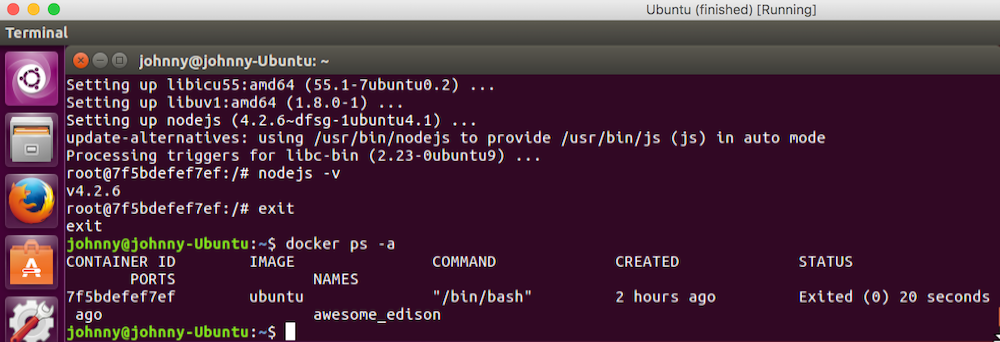 Ubuntu (finished) [Running]
Terminal
johnny@johnny-Ubuntu: ~
Setting up libicu55:amd64 (55.1-7ubuntu0.2) ...
Setting up libuv1:amd64 (1.8.0-1) ...
Setting up nodejs (4.2.6~dfsg-1ubuntu4.1) ...
update-alternatives: using /usr/bin/nodejs to provide /usr/bin/js (js) in auto mode
Processing triggers for libc-bin (2.23-0ubuntu9) ...
root@7f5bdefef7ef:/# nodejs -v
v4.2.6
root@7f5bdefef7ef:/# exit
exit
johnny@johnny-Ubuntu:~$ docker ps -a
CONTAINER ID        IMAGE               COMMAND             CREATED             STATUS
       PORTS               NAMES
7f5bdefef7ef        ubuntu              "/bin/bash"         2 hours ago         Exited (0) 20 seconds
 ago                       awesome_edison
johnny@johnny-Ubuntu:~$